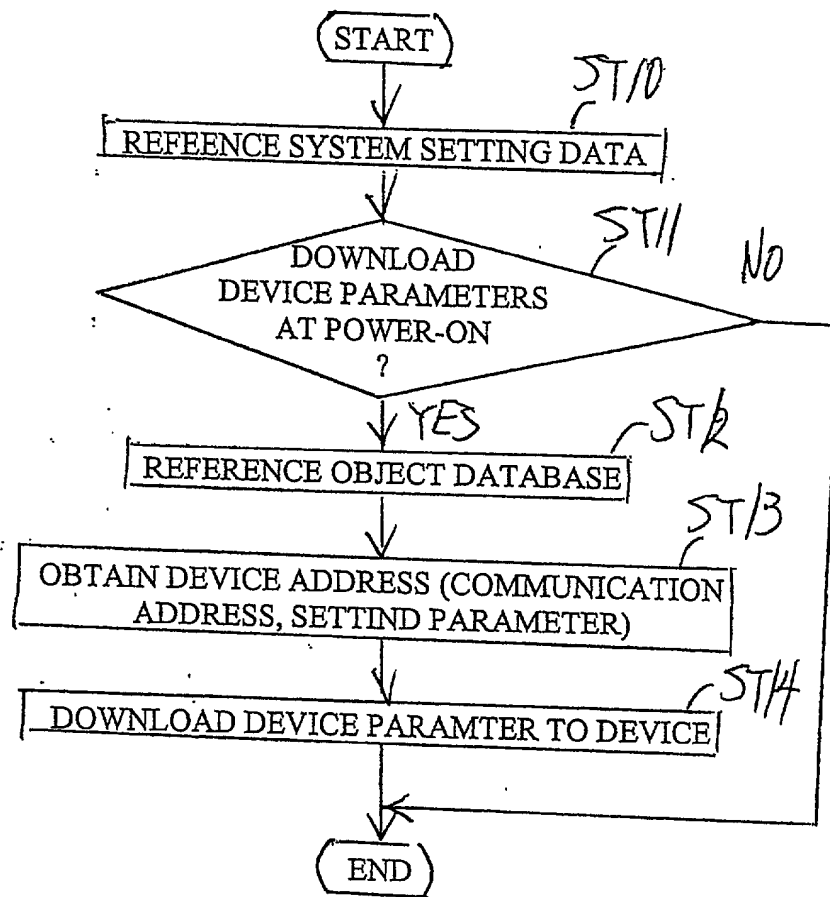 START
ST10
REFEENCE SYSTEM SETTING DATA
ST11
DOWNLOAD
DEVICE PARAMETERS
AT POWER-ON
?
NO
YES
ST12
REFERENCE OBJECT DATABASE
ST13
OBTAIN DEVICE ADDRESS (COMMUNICATION
ADDRESS, SETTIND PARAMETER)
ST14
DOWNLOAD DEVICE PARAMTER TO DEVICE
END